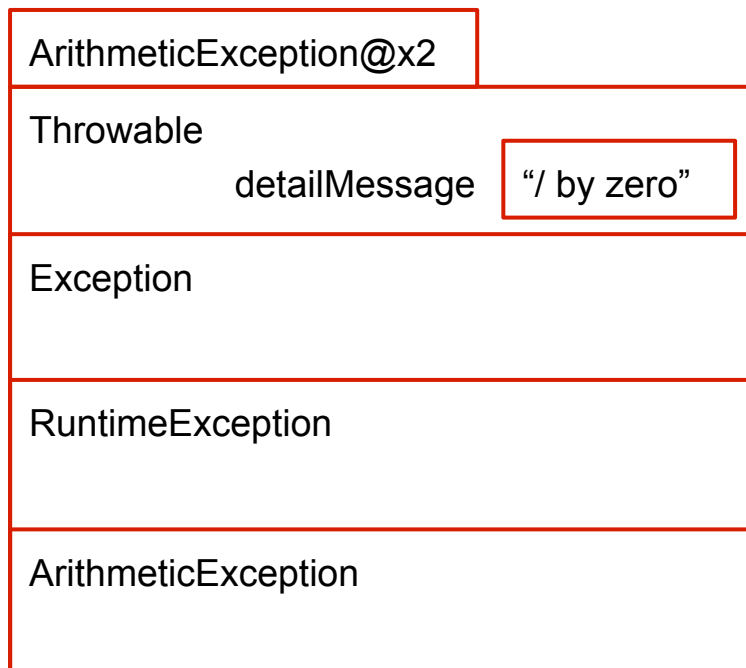 ArithmeticException@x2
Throwable
detailMessage “/ by zero”
Exception
RuntimeException
ArithmeticException